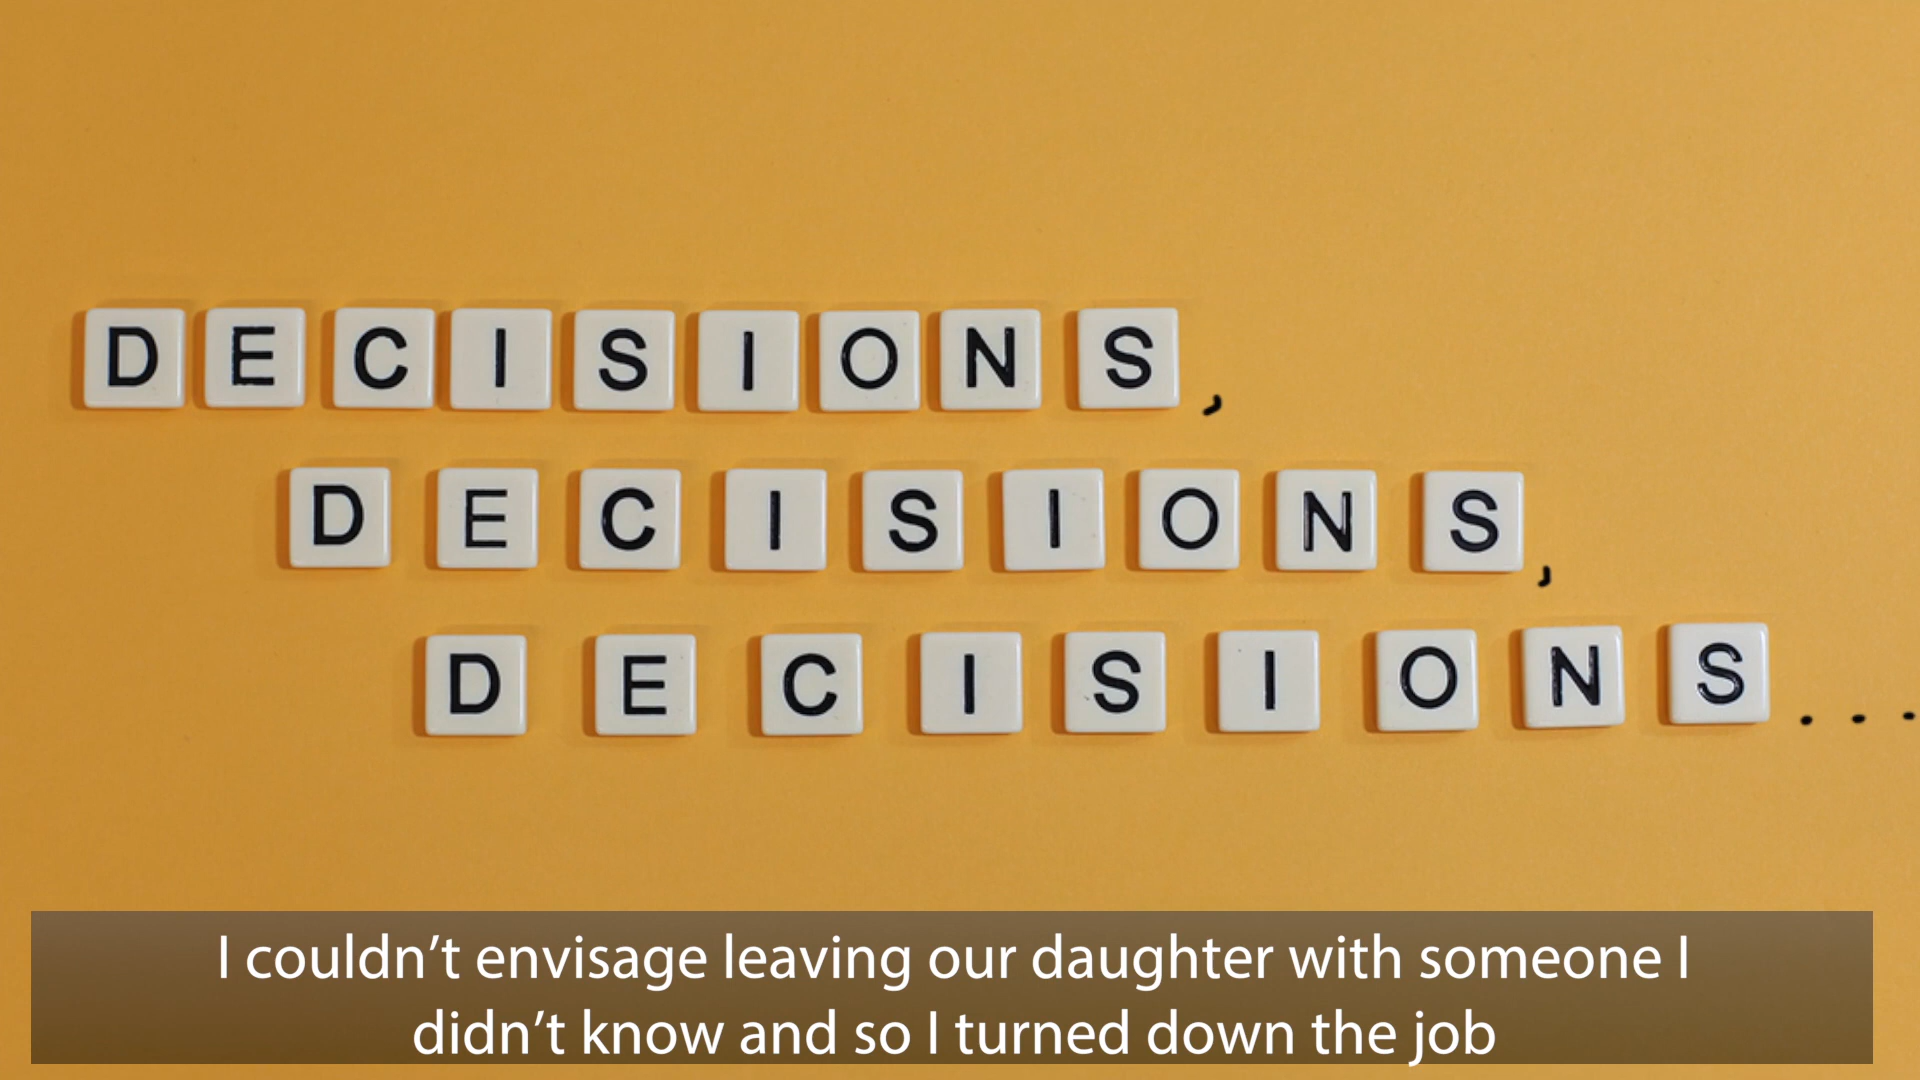 DECISIONS,
DECISIONS,
DECISIONS...
I couldn’t envisage leaving our daughter with someone I
didn’t know and so I turned down the job